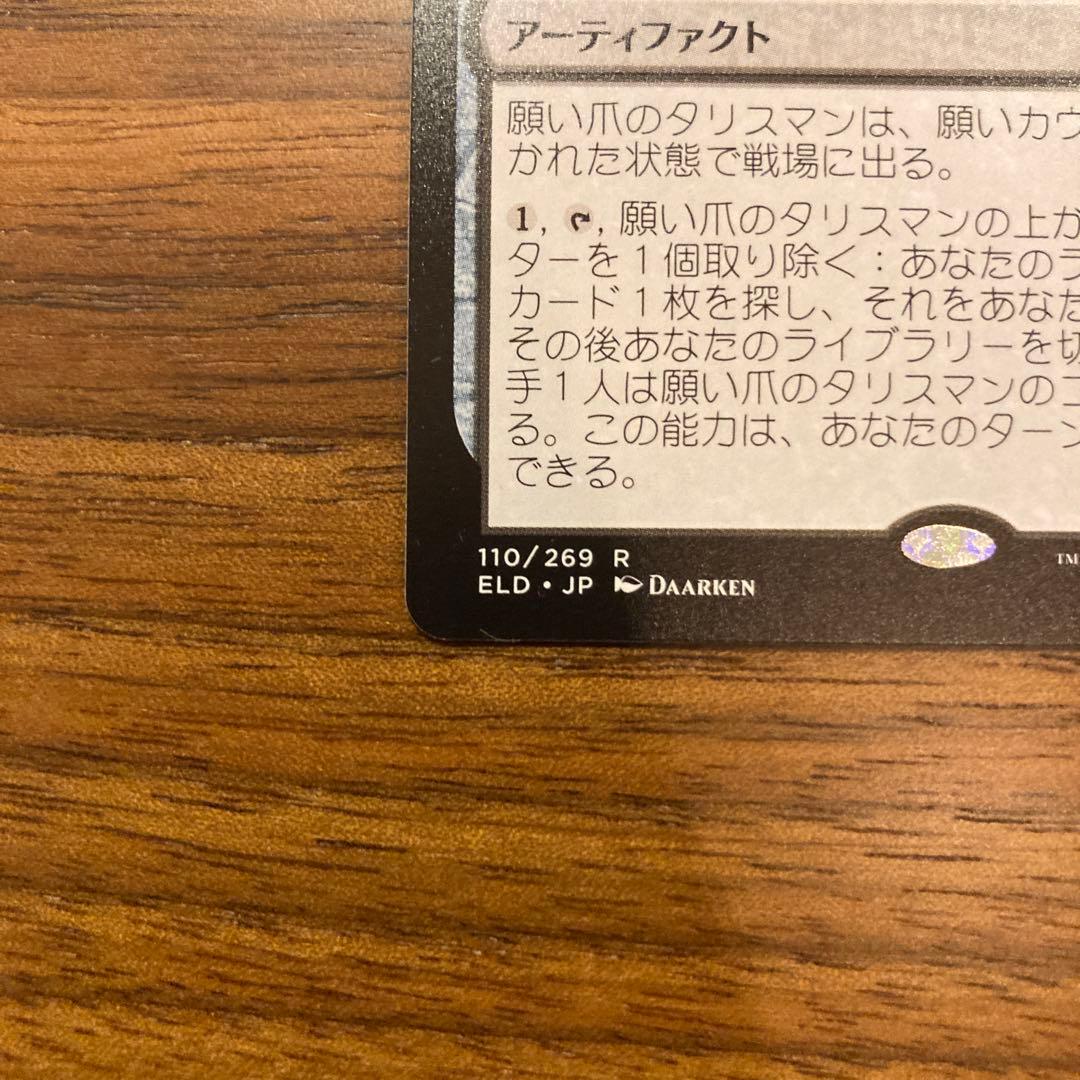 アーティファクト
願い爪のタリスマンは、願いカウ
かれた状態で戦場に出る。
1, , 願い爪のタリスマンの上か
ターを1個取り除く：あなたのラ
カード1枚を探し、それをあなた
その後あなたのライブラリーを切
手1人は願い爪のタリスマンのコ
る。この能力は、あなたのターン
できる。
110/269 R
ELD • JP DAARKEN
TM